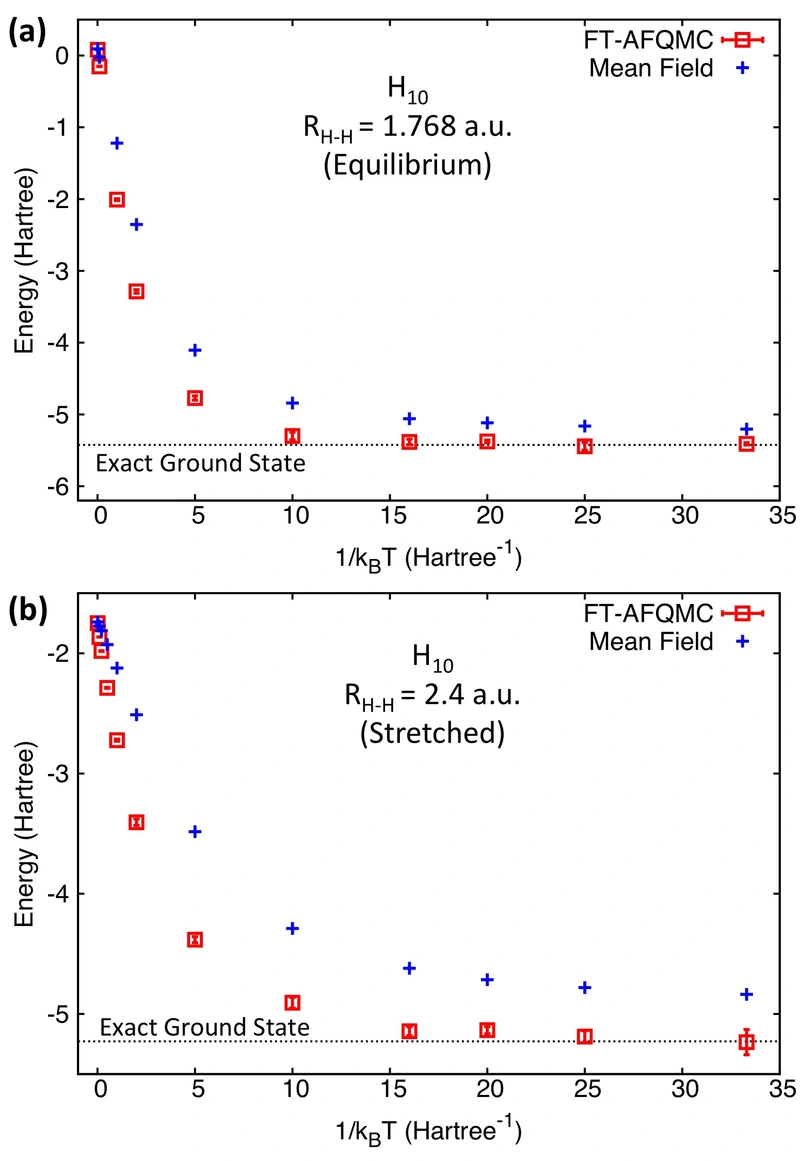 (a)
FT-AFQMC
Mean Field
H10
RH-H = 1.768 a.u.
(Equilibrium)
Energy (Hartree)
0
-1
-2
-3
-4
-5
-6
Exact Ground State
0 5 10 15 20 25 30 35
1/kBT (Hartree-1)
(b)
FT-AFQMC
Mean Field
H10
RH-H = 2.4 a.u.
(Stretched)
Energy (Hartree)
-2
-3
-4
-5
Exact Ground State
0 5 10 15 20 25 30 35
1/kBT (Hartree-1)